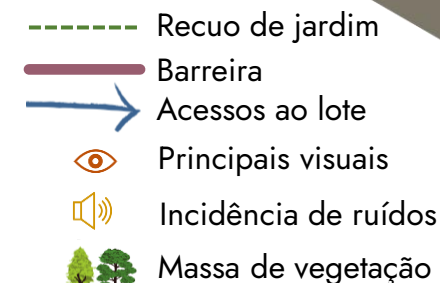 Recuo de jardim
Barreira
Acessos ao lote
Principais visuais
Incidência de ruídos
Massa de vegetação